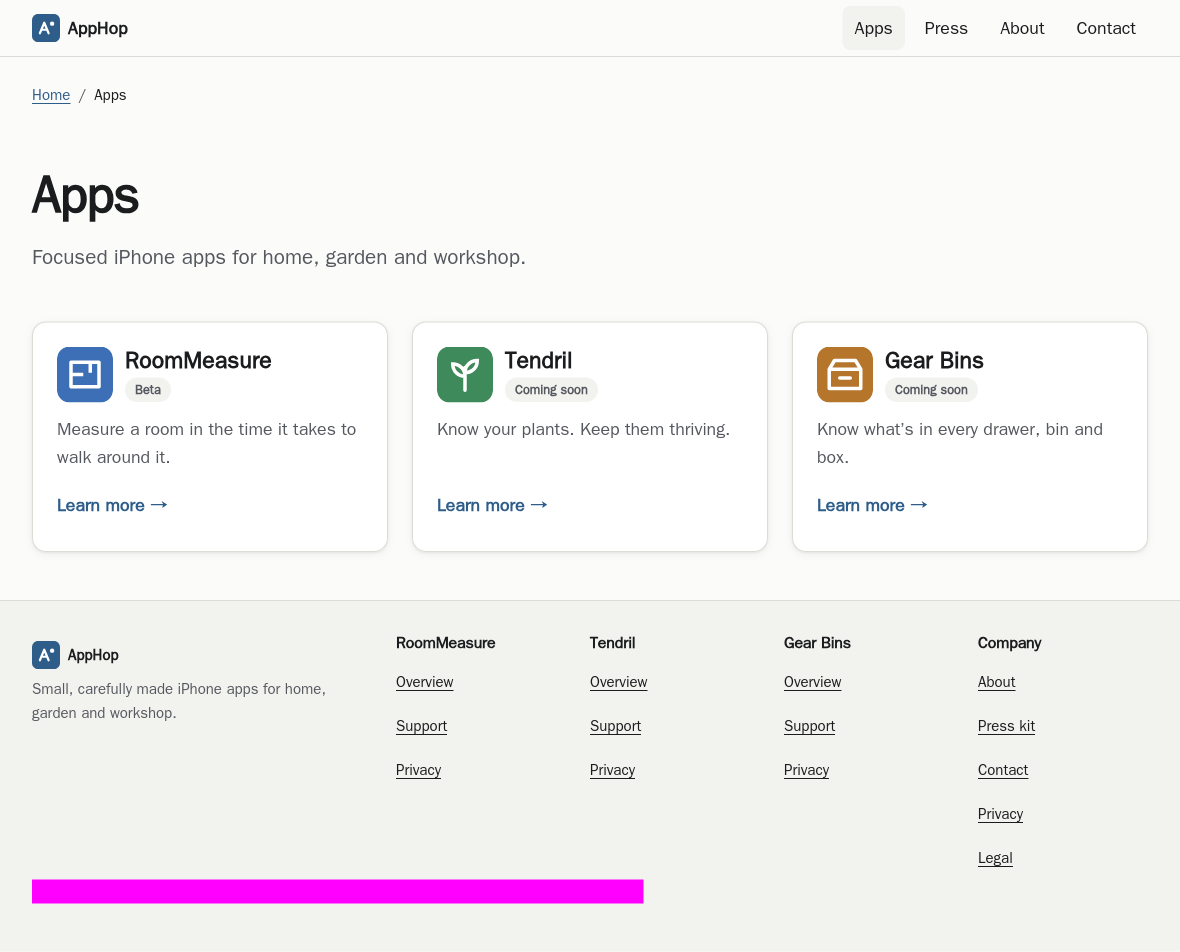 AppHop
Apps
Press
About
Contact
Home / Apps
Apps
Focused iPhone apps for home, garden and workshop.
RoomMeasure
Beta
Measure a room in the time it takes to
walk around it.
Learn more →
Tendril
Coming soon
Know your plants. Keep them thriving.
Learn more →
Gear Bins
Coming soon
Know what's in every drawer, bin and
box.
Learn more →
AppHop
Small, carefully made iPhone apps for home,
garden and workshop.
RoomMeasure
Overview
Support
Privacy
Tendril
Overview
Support
Privacy
Gear Bins
Overview
Support
Privacy
Company
About
Press kit
Contact
Privacy
Legal